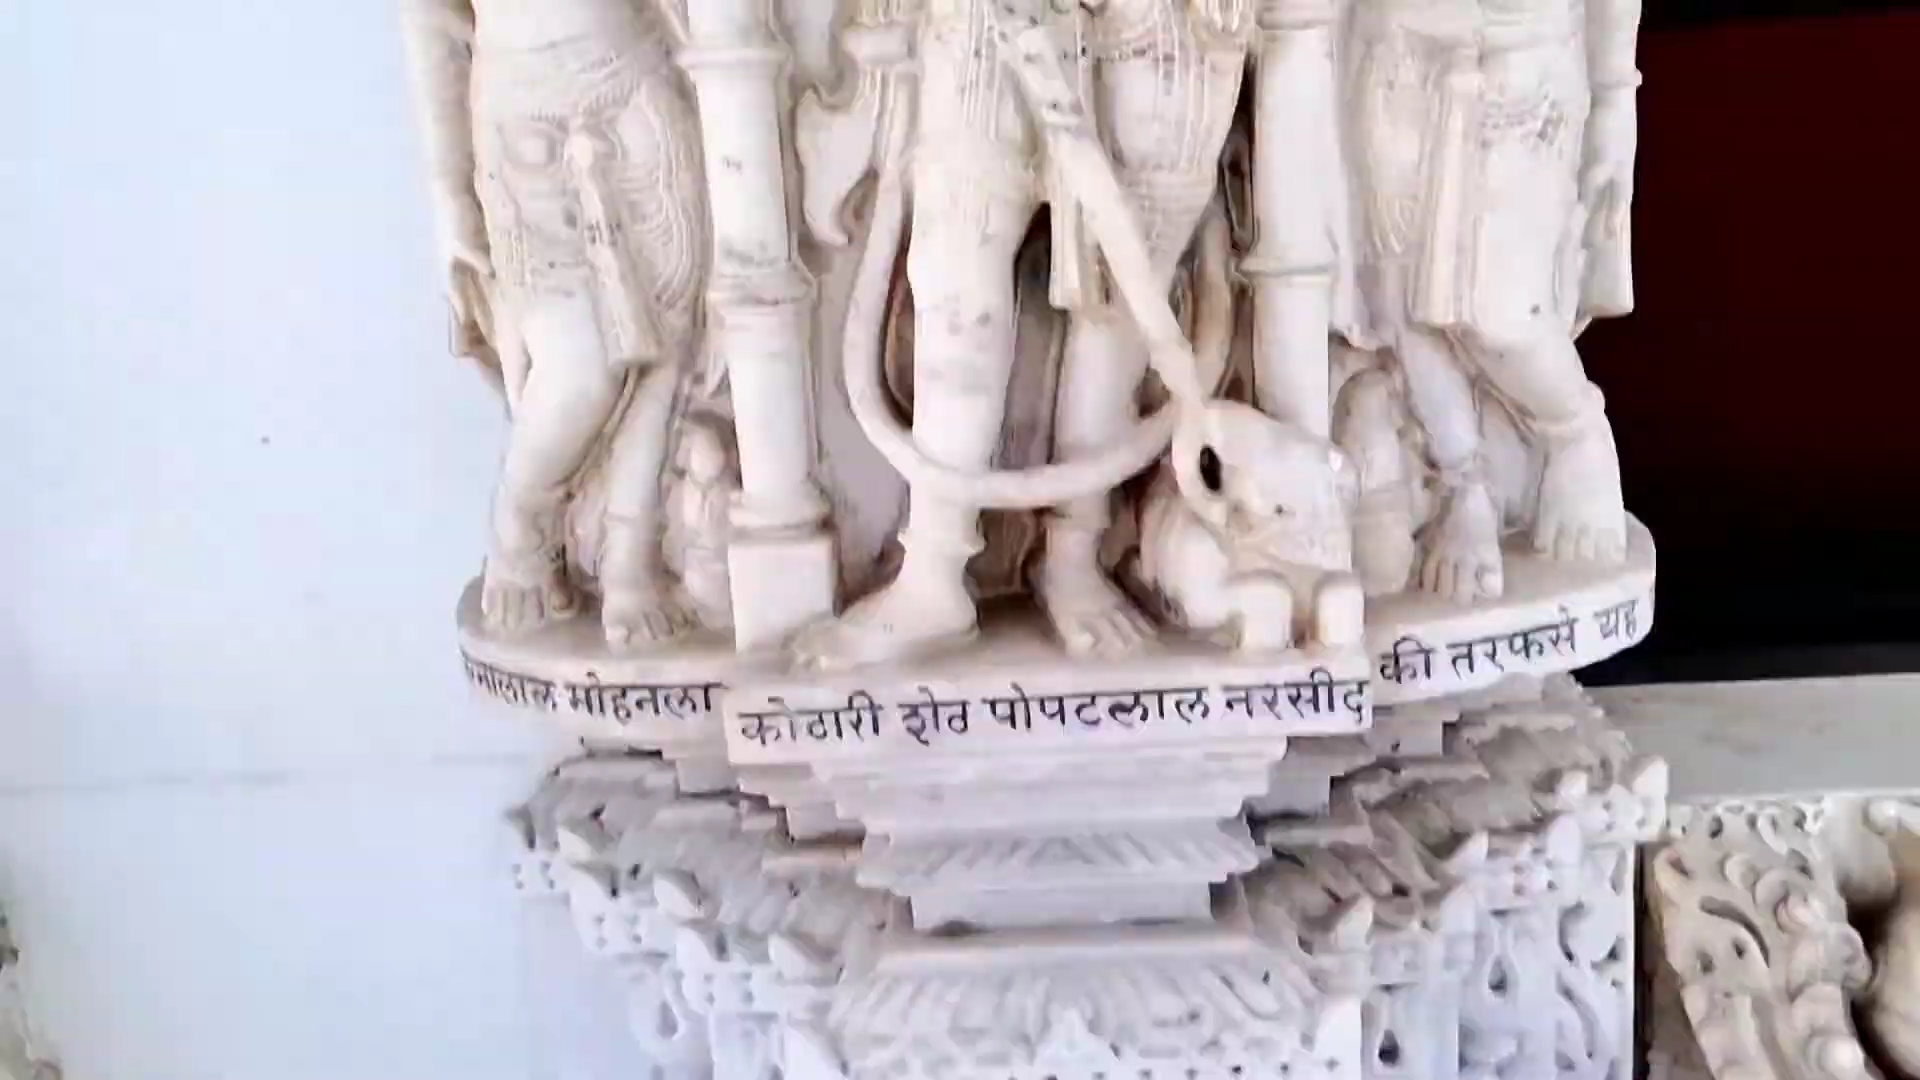 मोहनला कोठारी शेठ पोपटलाल नरसीद की तरफसे यह